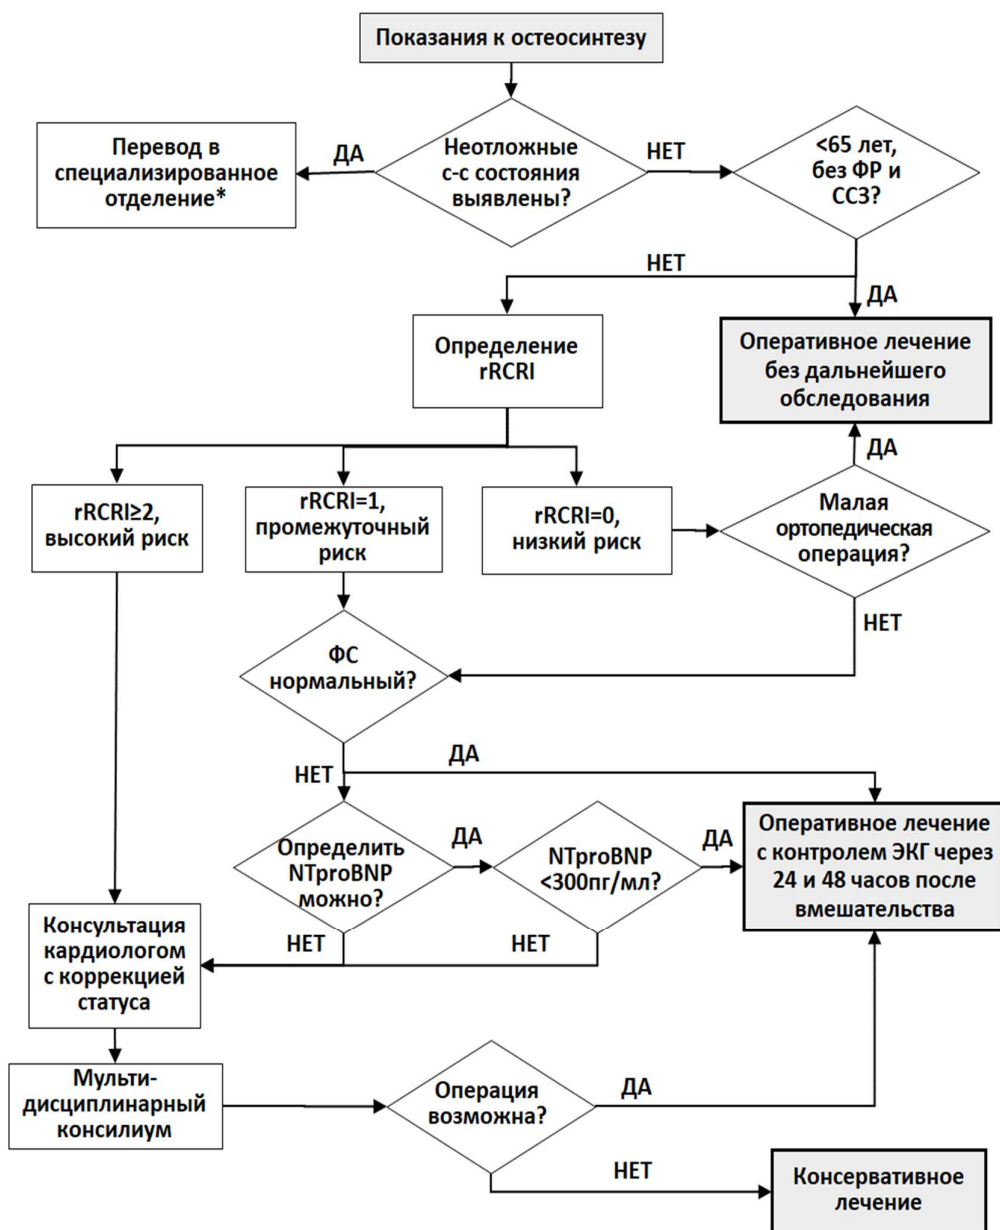 Показания к остеосинтезу
Перевод в
специализированное
отделение*
ДА
Неотложные
с-с состояния
выявлены?
НЕТ
<65 лет,
без ФР и
ССЗ?
НЕТ
ДА
Определение
rRCRI
Оперативное лечение
без дальнейшего
обследования
ДА
rRCRI≥2,
высокий риск
rRCRI=1,
промежуточный
риск
rRCRI=0,
низкий риск
Малая
ортопедическая
операция?
НЕТ
ФС
нормальный?
ДА
НЕТ
Определить
NTproBNP
можно?
ДА
NTproBNP
<300пг/мл?
ДА
Оперативное лечение
с контролем ЭКГ через
24 и 48 часов после
вмешательства
НЕТ
НЕТ
Консультация
кардиологом
с коррекцией
статуса
Мульти-
дисциплинарный
консилиум
Операция
возможна?
ДА
НЕТ
Консервативное
лечение